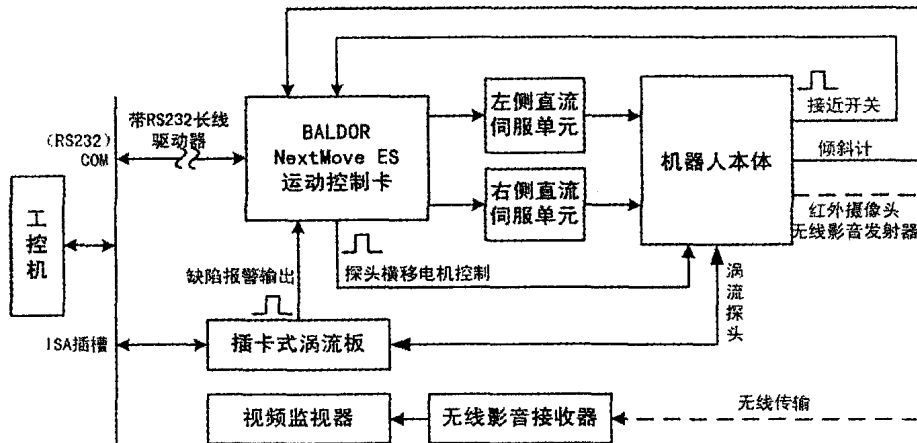 带RS232长线
驱动器
(RS232)
COM
工控机
BALDOR
NextMove ES
运动控制卡
左侧直流
伺服单元
右侧直流
伺服单元
机器人本体
接近开关
倾斜计
红外摄像头
无线影音发射器
缺陷报警输出
探头横移电机控制
涡流探头
ISA插槽
插卡式涡流板
视频监视器
无线影音接收器
无线传输